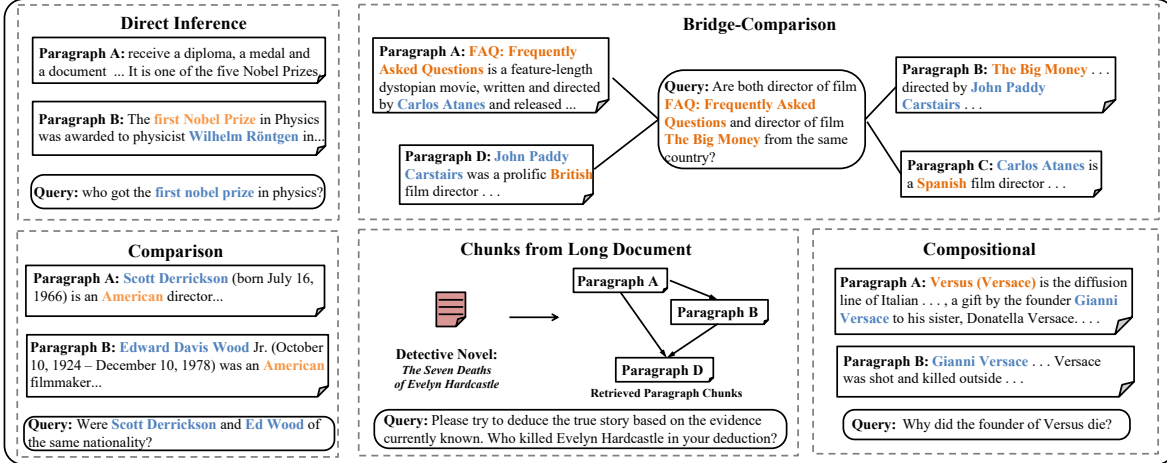 Direct Inference
Paragraph A: receive a diploma, a medal and
a document ... It is one of the five Nobel Prizes
Paragraph B: The first Nobel Prize in Physics
was awarded to physicist Wilhelm Röntgen in...
Query: who got the first nobel prize in physics?
Bridge-Comparison
Paragraph A: FAQ: Frequently
Asked Questions is a feature-length
dystopian movie, written and directed
by Carlos Atanes and released ...
Paragraph D: John Paddy
Carstairs was a prolific British
film director . . .
Query: Are both director of film
FAQ: Frequently Asked
Questions and director of film
The Big Money from the same
country?
Paragraph B: The Big Money . . .
directed by John Paddy
Carstairs . . .
Paragraph C: Carlos Atanes is
a Spanish film director . . .
Comparison
Paragraph A: Scott Derrickson (born July 16,
1966) is an American director...
Paragraph B: Edward Davis Wood Jr. (October
10, 1924 – December 10, 1978) was an American
filmmaker...
Query: Were Scott Derrickson and Ed Wood of
the same nationality?
Chunks from Long Document
Detective Novel:
The Seven Deaths
of Evelyn Hardcastle
Paragraph A
Paragraph B
Paragraph D
Retrieved Paragraph Chunks
Query: Please try to deduce the true story based on the evidence
currently known. Who killed Evelyn Hardcastle in your deduction?
Compositional
Paragraph A: Versus (Versace) is the diffusion
line of Italian . . . , a gift by the founder Gianni
Versace to his sister, Donatella Versace. . . .
Paragraph B: Gianni Versace . . . Versace
was shot and killed outside . . .
Query: Why did the founder of Versus die?